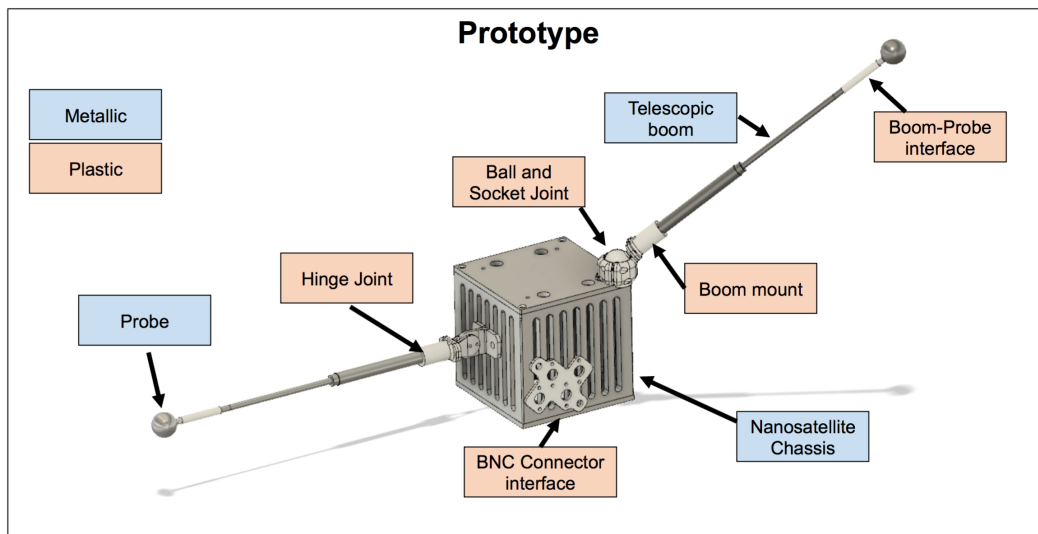 Prototype
Metallic
Plastic
Telescopic
boom
Boom-Probe
interface
Ball and
Socket Joint
Hinge Joint
Boom mount
Probe
Nanosatellite
Chassis
BNC Connector
interface